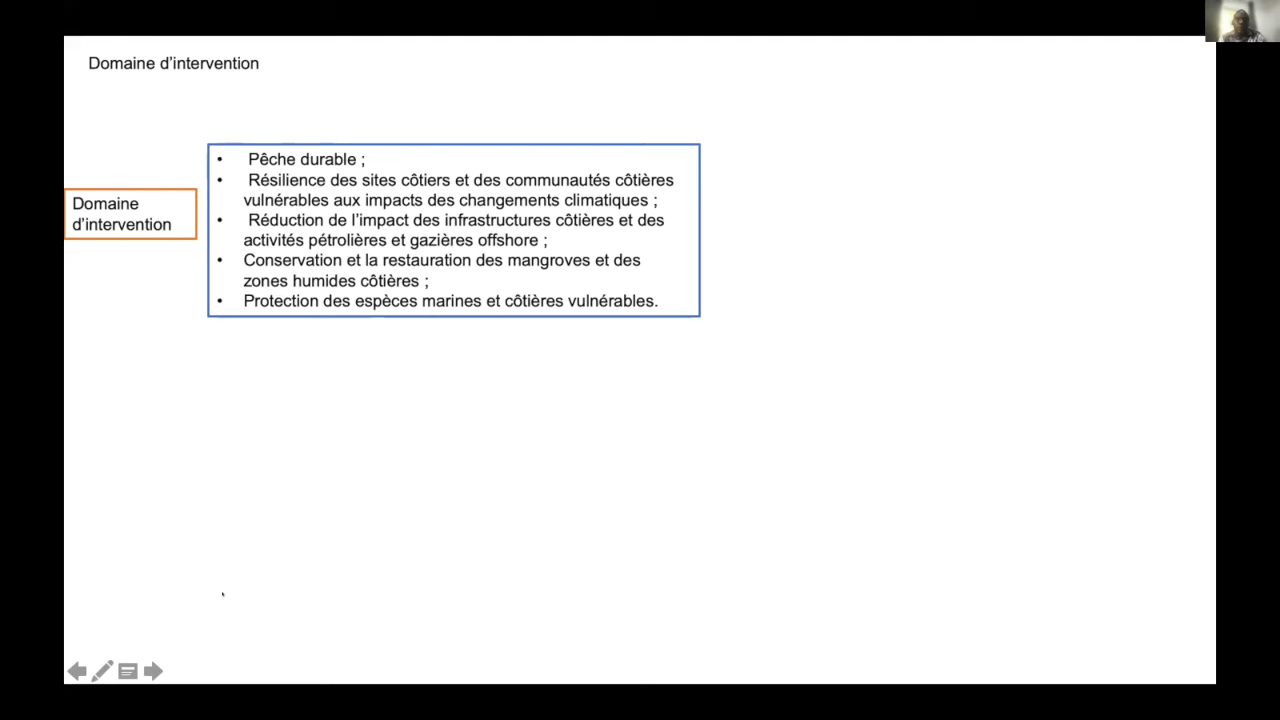 Domaine d’intervention
Domaine
d’intervention
• Pêche durable ;
• Résilience des sites côtiers et des communautés côtières
vulnérables aux impacts des changements climatiques ;
• Réduction de l’impact des infrastructures côtières et des
activités pétrolières et gazières offshore ;
• Conservation et la restauration des mangroves et des
zones humides côtières ;
• Protection des espèces marines et côtières vulnérables.